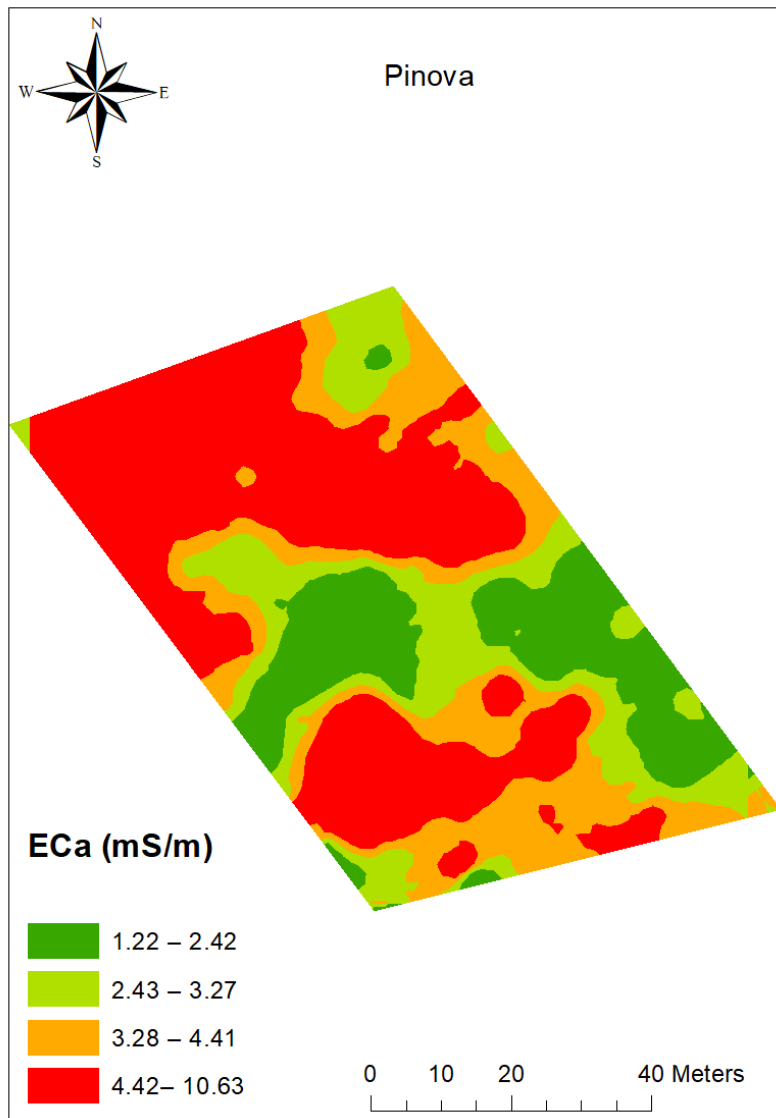 N
Pinova
W E
S
ECa (mS/m)
1.22 – 2.42
2.43 – 3.27
3.28 – 4.41
4.42– 10.63
0 10 20 40 Meters